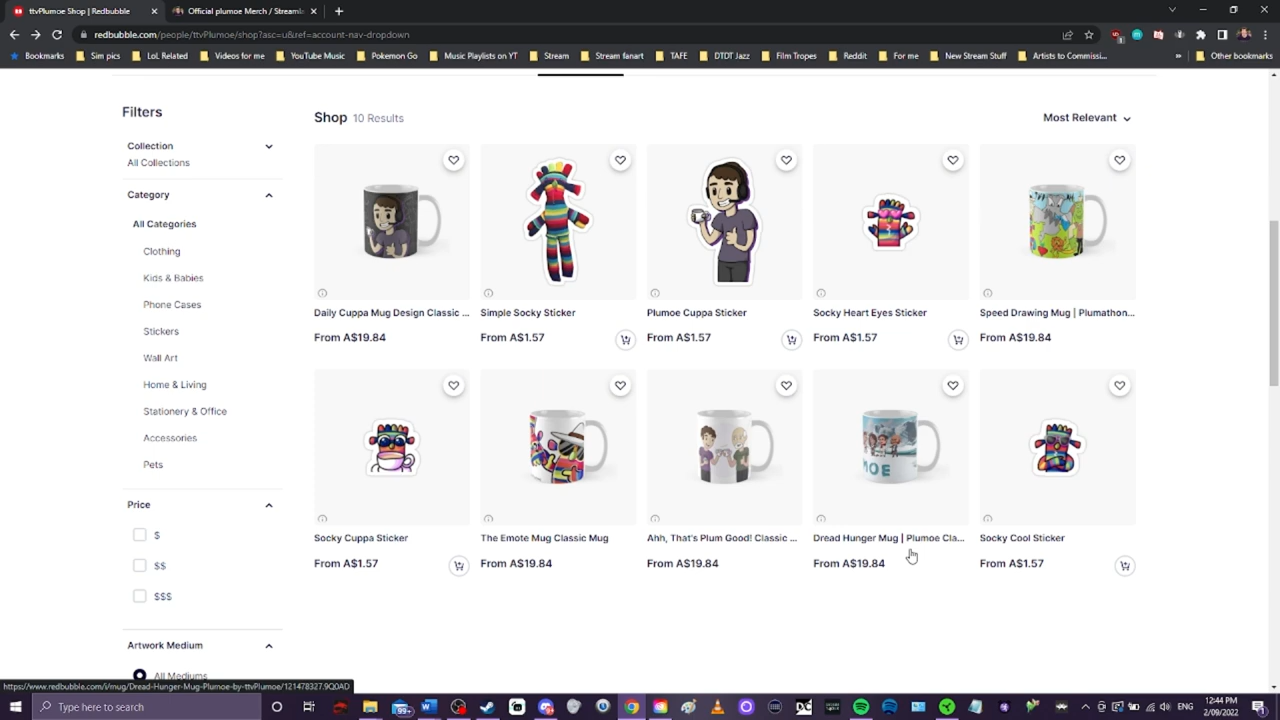 ttvPlumoe Shop | Redbubble
Official plumoe Merch / Streamla
redbubble.com/people/ttvPlumoe/shop?asc=u&ref=account-nav-dropdown
Bookmarks Sim pics LoL Related Videos for me YouTube Music Pokemon Go Music Playlists on YT Stream Stream fanart TAFE DTDT Jazz Film Tropes Reddit For me New Stream Stuff Artists to Commissi... » Other bookmarks
Filters
Shop 10 Results
Most Relevant
Collection
All Collections
Category
All Categories
Clothing
Kids & Babies
Phone Cases
Stickers
Wall Art
Home & Living
Stationery & Office
Accessories
Pets
Price
$
$$
$$$
Artwork Medium
All Mediums
Daily Cuppa Mug Design Classic ...
From A$19.84
Simple Socky Sticker
From A$1.57
Plumoe Cuppa Sticker
From A$1.57
Socky Heart Eyes Sticker
From A$1.57
Speed Drawing Mug | Plumathon...
From A$19.84
Socky Cuppa Sticker
From A$1.57
The Emote Mug Classic Mug
From A$19.84
Ahh, That's Plum Good! Classic ...
From A$19.84
MOE
Dread Hunger Mug | Plumoe Cla...
From A$19.84
Socky Cool Sticker
From A$1.57
https://www.redbubble.com/i/mug/Dread-Hunger-Mug-Plumoe-by-ttvPlumoe/121478327.9Q0AD
Type here to search
99+
12:44 PM
2/09/2022